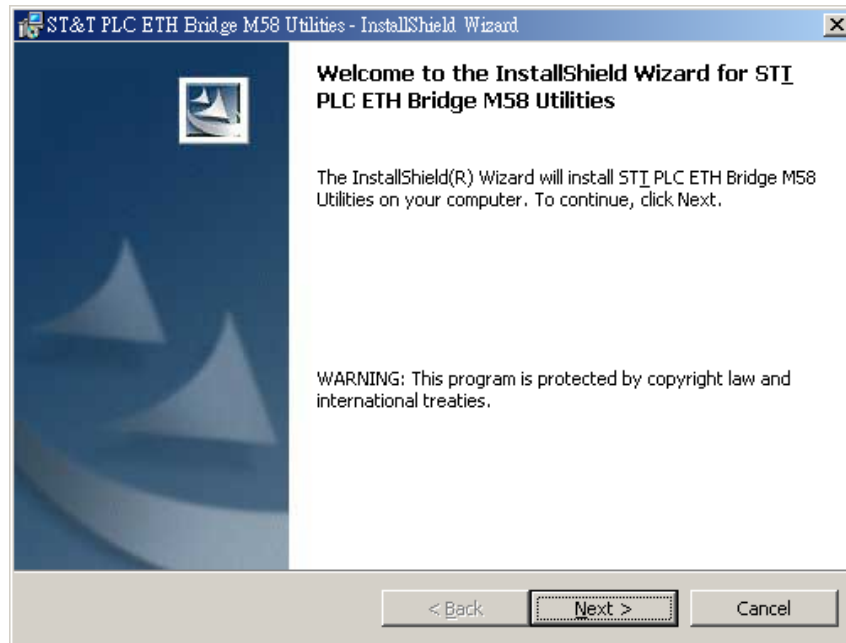 ST&T PLC ETH Bridge M58 Utilities - InstallShield Wizard
Welcome to the InstallShield Wizard for STT
PLC ETH Bridge M58 Utilities
The InstallShield(R) Wizard will install STT PLC ETH Bridge M58
Utilities on your computer. To continue, click Next.
WARNING: This program is protected by copyright law and
international treaties.
< Back
Next >
Cancel